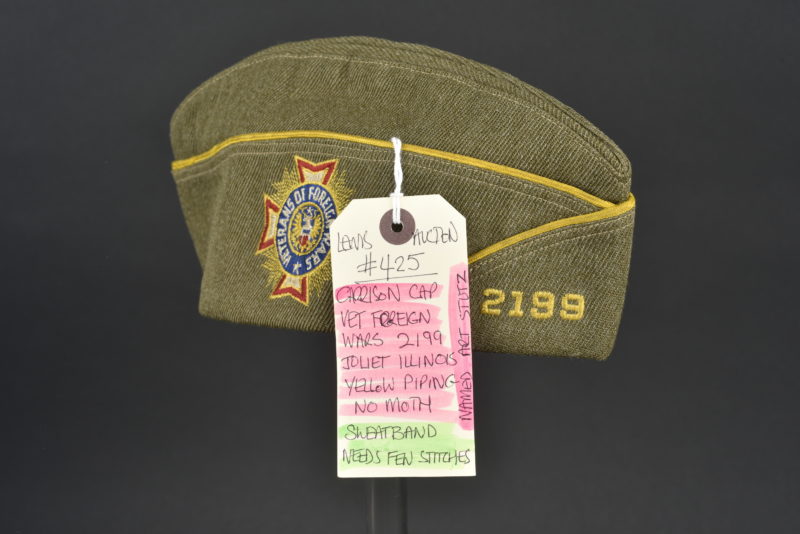 VETERANS OF FOREIGN WARS
2199
LEWIS AUCTION
#425
GARRISON CAP
VET FOREIGN
WARS 2199
JOLIET ILLINOIS
YELLOW PIPING
NO MOTH
SWEATBAND
NEEDS FEW STITCHES
NAMED ART STUTZ